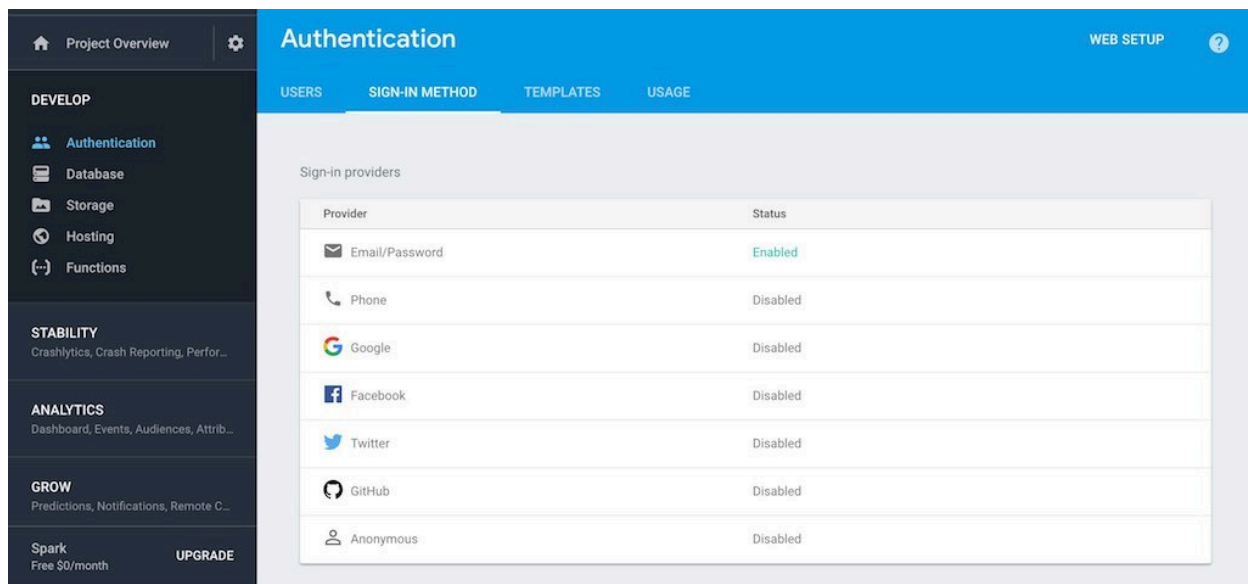 Project Overview
DEVELOP
Authentication
Database
Storage
Hosting
Functions
STABILITY
Crashlytics, Crash Reporting, Perfor...
ANALYTICS
Dashboard, Events, Audiences, Attrib...
GROW
Predictions, Notifications, Remote C...
Spark
Free $0/month
UPGRADE
Authentication
WEB SETUP
?
USERS SIGN-IN METHOD TEMPLATES USAGE
Sign-in providers
Provider Status
Email/Password Enabled
Phone Disabled
Google Disabled
Facebook Disabled
Twitter Disabled
GitHub Disabled
Anonymous Disabled